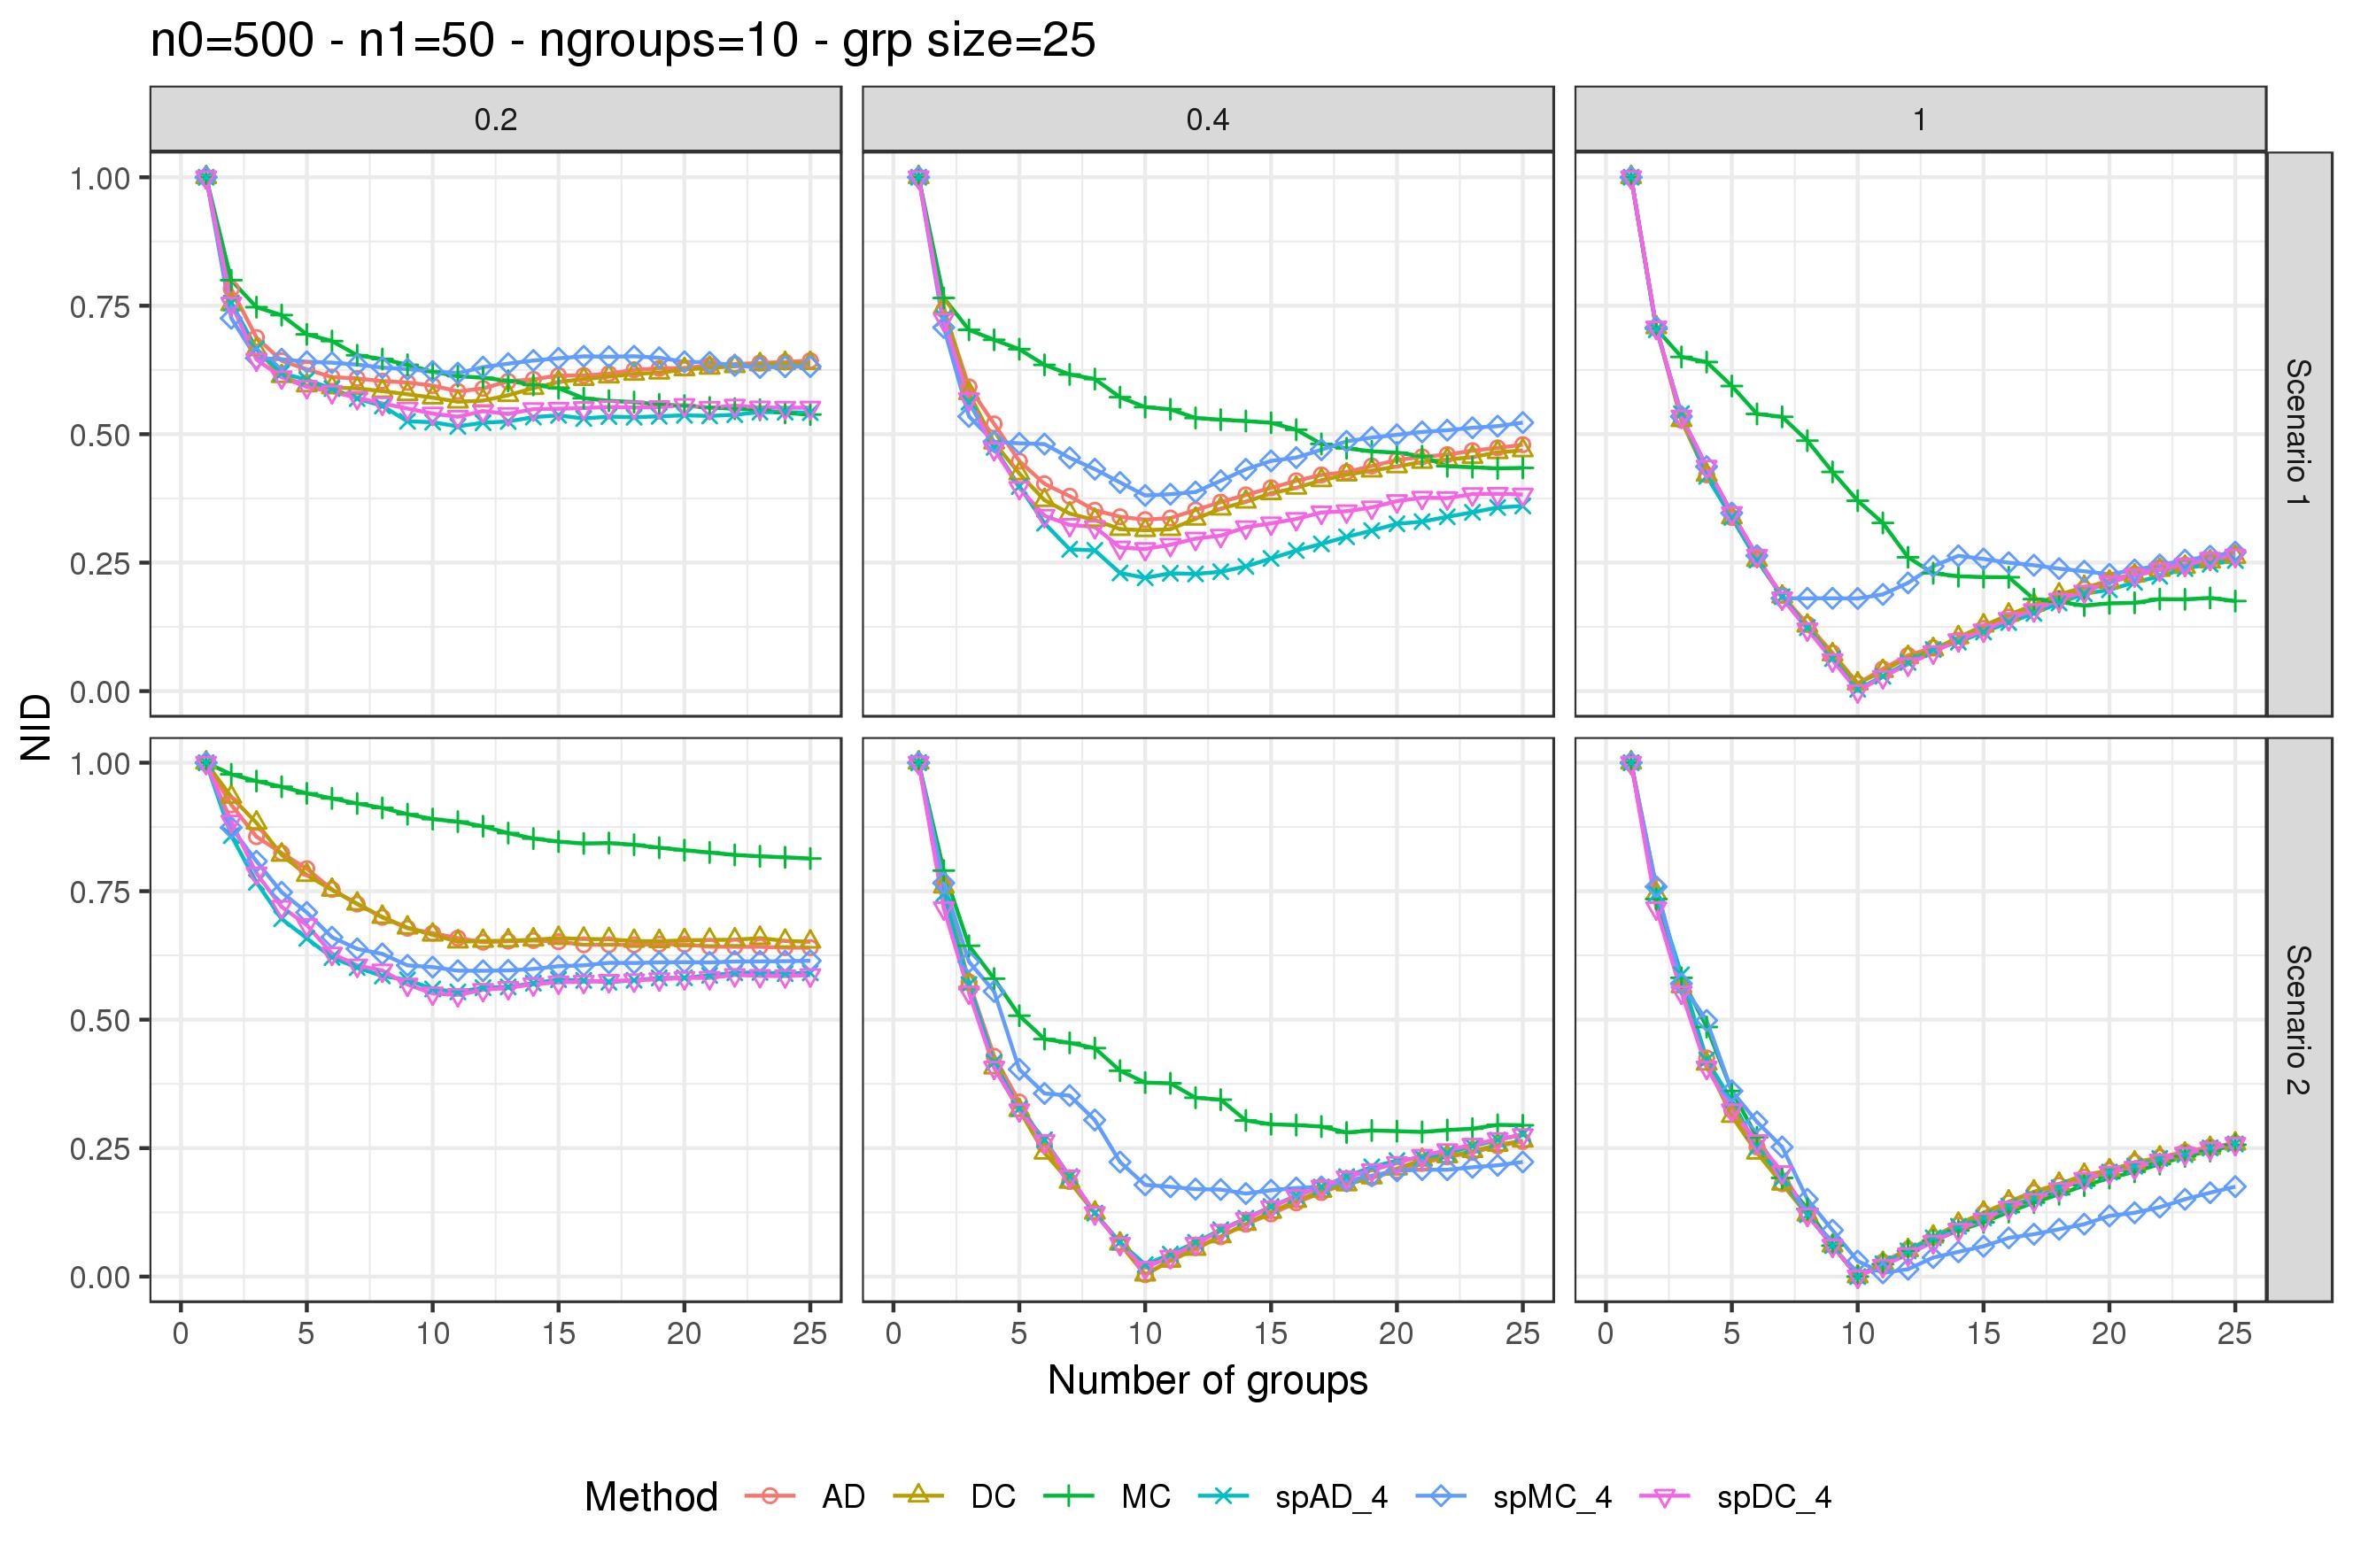 n0=500 - n1=50 - ngroups=10 - grp size=25
0.2 0.4 1
1.00
0.75
0.50
0.25
0.00
Scenario 1
NID
1.00
0.75
0.50
0.25
0.00
Scenario 2
0 5 10 15 20 25 0 5 10 15 20 25 0 5 10 15 20 25
Number of groups
Method AD DC MC spAD_4 spMC_4 spDC_4